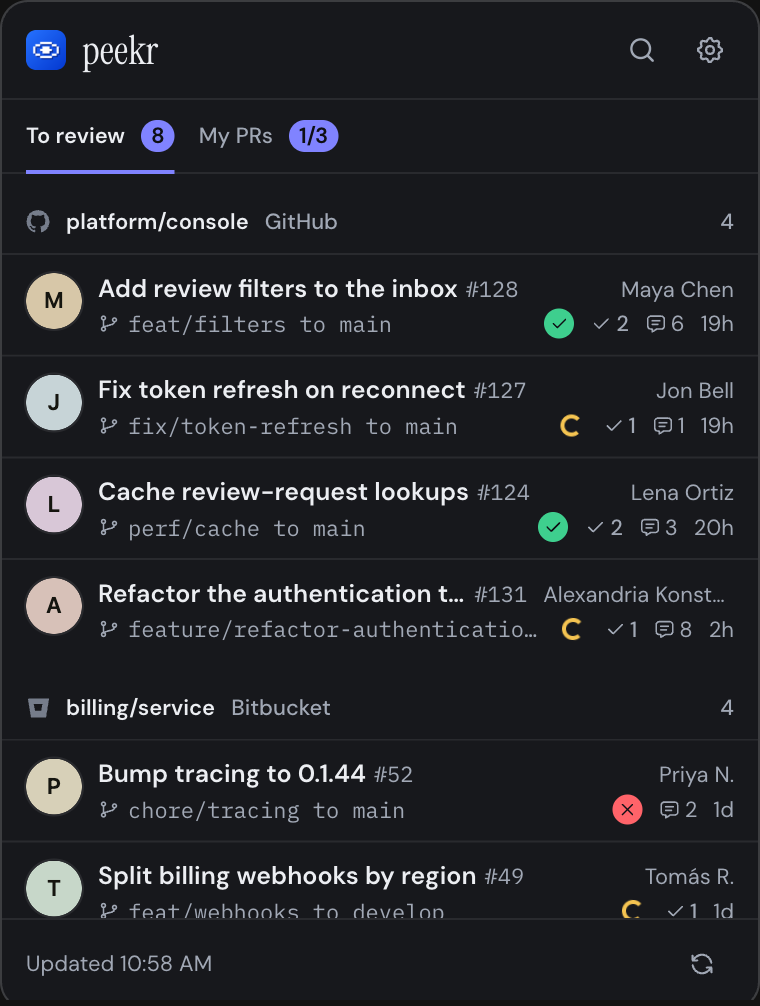 peekr
To review 8 My PRs 1/3
platform/console GitHub 4
M Add review filters to the inbox #128 Maya Chen
feat/filters to main 2 6 19h
J Fix token refresh on reconnect #127 Jon Bell
fix/token-refresh to main 1 1 19h
L Cache review-request lookups #124 Lena Ortiz
perf/cache to main 2 3 20h
A Refactor the authentication t... #131 Alexandria Konst...
feature/refactor-authenticatio... 1 8 2h
billing/service Bitbucket 4
P Bump tracing to 0.1.44 #52 Priya N.
chore/tracing to main 2 1d
T Split billing webhooks by region #49 Tomás R.
feat/webhooks to develop 1 1d
Updated 10:58 AM